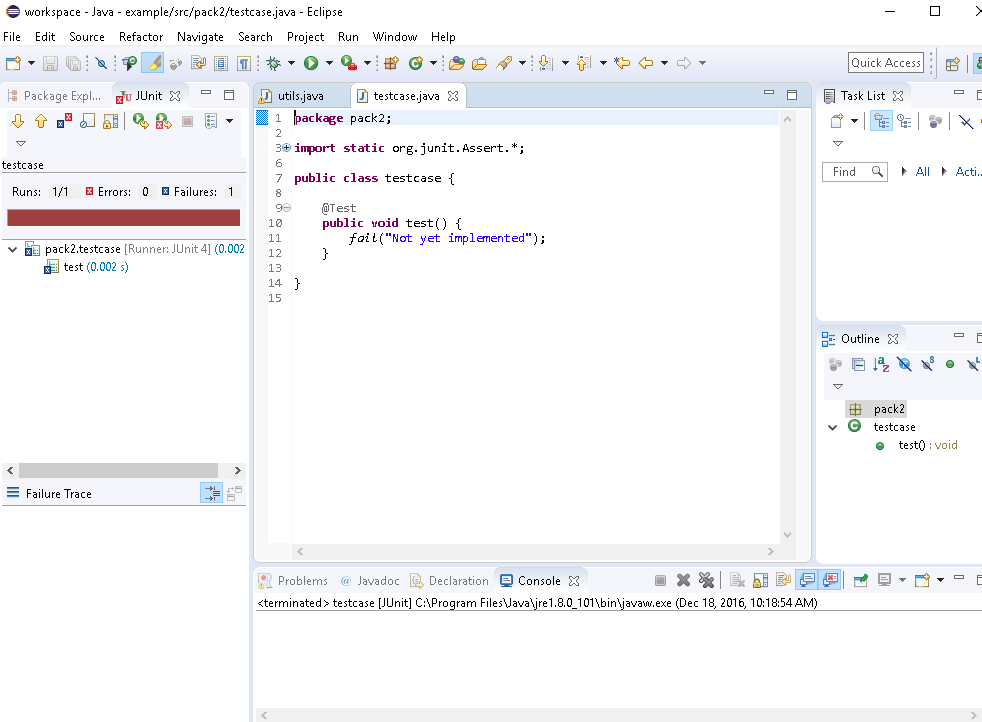 workspace - Java - example/src/pack2/testcase.java - Eclipse
File Edit Source Refactor Navigate Search Project Run Window Help
Quick Access
Package Expl...
JUnit
testcase
Runs: 1/1 Errors: 0 Failures: 1
pack2.testcase [Runner: JUnit 4] (0.002
test (0.002 s)
Failure Trace
utils.java
testcase.java
1 package pack2;
2
3 import static org.junit.Assert.*;
6
7 public class testcase {
8
9 @Test
10 public void test() {
11 fail("Not yet implemented");
12 }
13
14 }
15
Task List
Find
All
Acti...
Outline
pack2
testcase
test() : void
Problems
@ Javadoc
Declaration
Console
<terminated> testcase [JUnit] C:\Program Files\Java\jre1.8.0_101\bin\javaw.exe (Dec 18, 2016, 10:18:54 AM)